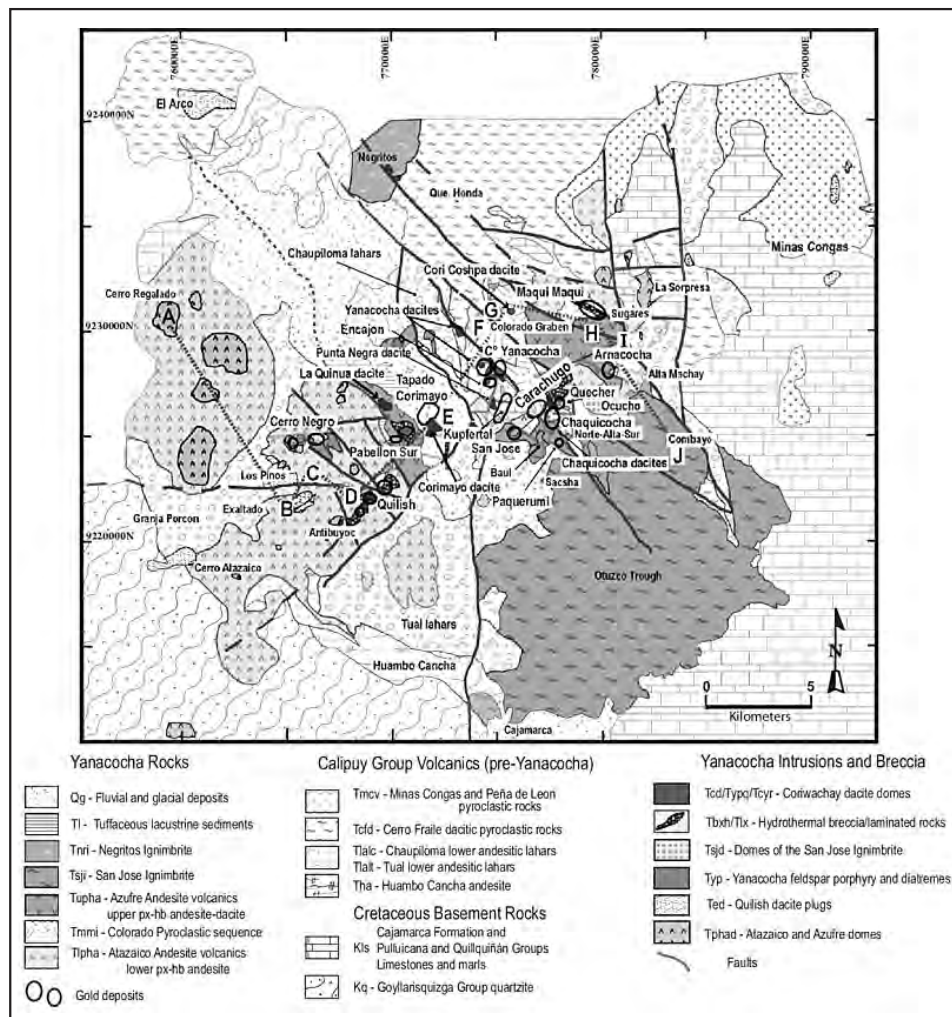 760000E
770000E
780000E
790000E
9240000N
9230000N
9220000N
El Arco
Negritos
Que. Honda
Minas Congas
Chaupiloma lahars
Cori Coshpa dacite
Maqui Maqui
La Sorpresa
Cerro Regalado
A
Yanacocha dacites
G
Sugares
Encajon
F
Colorado Graben
H
I
Punta Negra dacite
C° Yanacocha
Arnacocha
La Quinua dacite
Alta Machay
Tapado
Carachugo
Quecher
Corimayo
Ocucho
Cerro Negro
E
Chaquicocha
Kupfertal
Norte-Alta-Sur
San Jose
Combayo
Pabellon Sur
J
Los Pinos
C
Baul
Chaquicocha dacites
Sacsha
D
Corimayo dacite
Paquerumi
Exaltado
B
Quilish
Granja Porcon
Antibuyoc
Cerro Atazaico
Otuzco Trough
Tual lahars
Huambo Cancha
N
0
5
Kilometers
Cajamarca
Yanacocha Rocks
Qg - Fluvial and glacial deposits
Tl - Tuffaceous lacustrine sediments
Tnri - Negritos Ignimbrite
Tsji - San Jose Ignimbrite
Tupha - Azufre Andesite volcanics
upper px-hb andesite-dacite
Tmmi - Colorado Pyroclastic sequence
Tlpha - Atazaico Andesite volcanics
lower px-hb andesite
Gold deposits
Calipuy Group Volcanics (pre-Yanacocha)
Tmcv - Minas Congas and Peña de Leon
pyroclastic rocks
Tcfd - Cerro Fraile dacitic pyroclastic rocks
Tlalc - Chaupiloma lower andesitic lahars
Tlalt - Tual lower andesitic lahars
Tha - Huambo Cancha andesite
Cretaceous Basement Rocks
Cajamarca Formation and
Kls Pulluicana and Quillquiñán Groups
Limestones and marls
Kq - Goyllarisquizga Group quartzite
Yanacocha Intrusions and Breccia
Tcd/Typq/Tcyr - Coriwachay dacite domes
Tbxh/Tlx - Hydrothermal breccia/laminated rocks
Tsjd - Domes of the San Jose Ignimbrite
Typ - Yanacocha feldspar porphyry and diatremes
Ted - Quilish dacite plugs
Tphad - Atazaico and Azufre domes
Faults